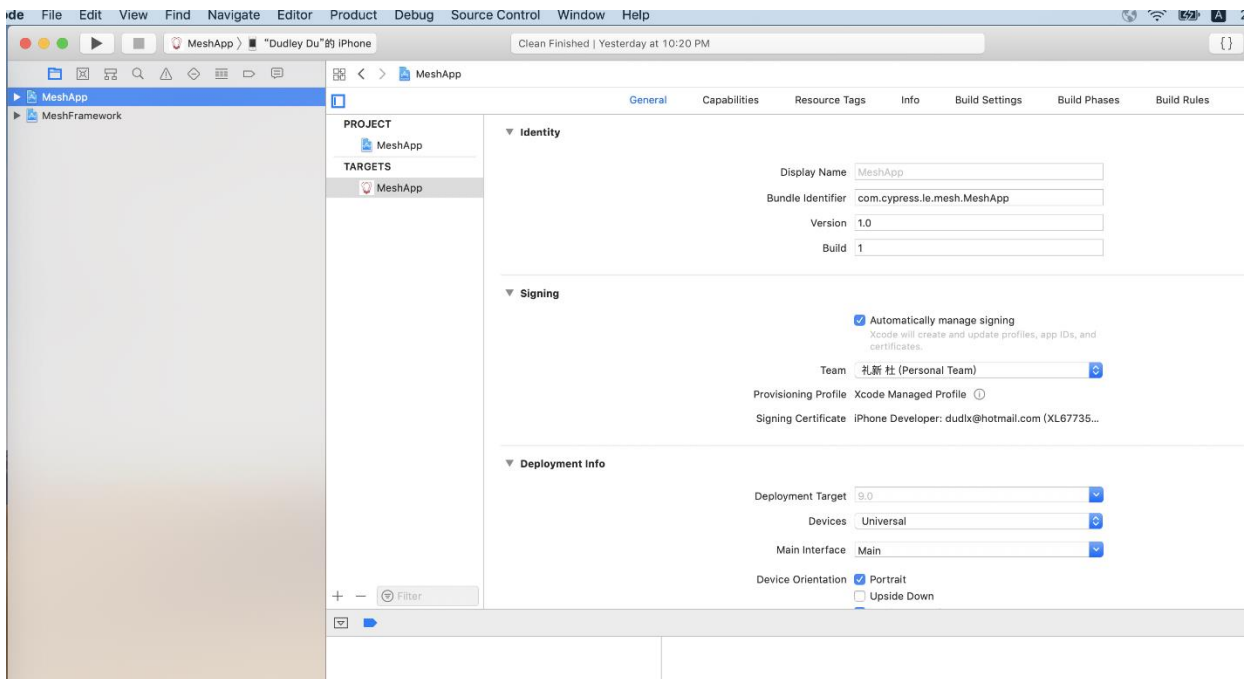 de File Edit View Find Navigate Editor Product Debug Source Control Window Help
MeshApp 〉 "Dudley Du"的 iPhone
Clean Finished | Yesterday at 10:20 PM
{}
MeshApp
MeshApp
MeshFramework
General Capabilities Resource Tags Info Build Settings Build Phases Build Rules
PROJECT
MeshApp
TARGETS
MeshApp
Filter
Identity
Display Name MeshApp
Bundle Identifier com.cypress.le.mesh.MeshApp
Version 1.0
Build 1
Signing
Automatically manage signing
Xcode will create and update profiles, app IDs, and
certificates.
Team 礼新 杜 (Personal Team)
Provisioning Profile Xcode Managed Profile
Signing Certificate iPhone Developer: dudlx@hotmail.com (XL67735...
Deployment Info
Deployment Target 9.0
Devices Universal
Main Interface Main
Device Orientation Portrait
Upside Down